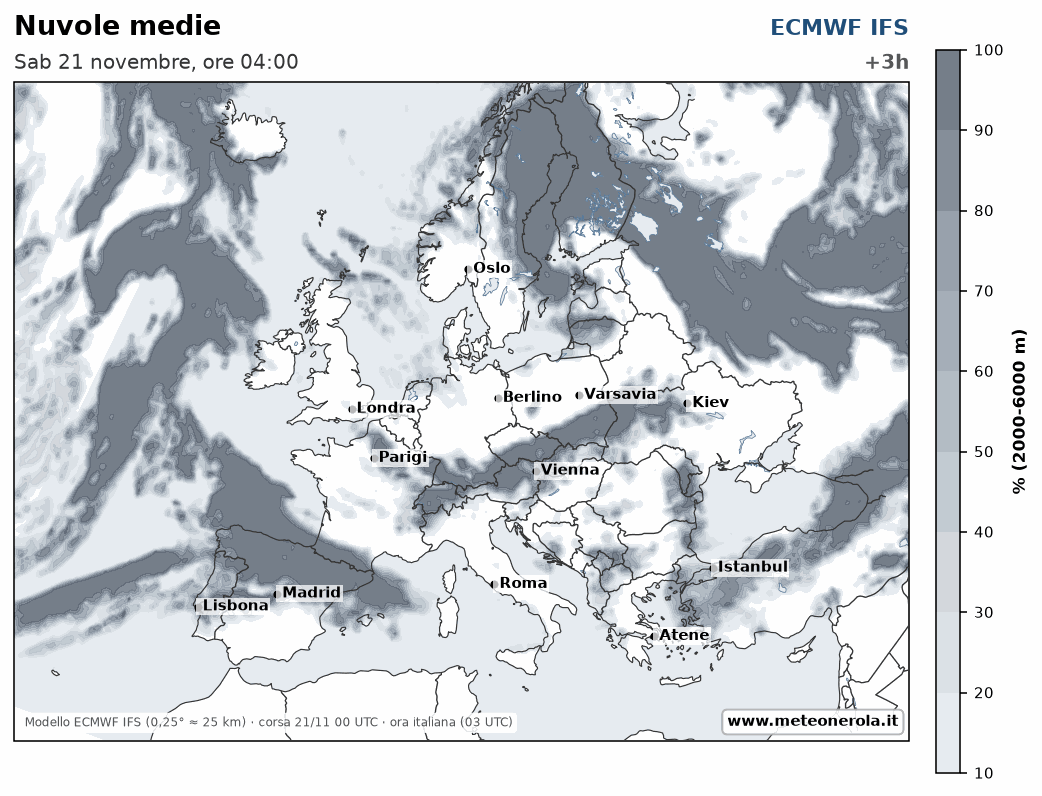 Nuvole medie
ECMWF IFS
Sab 21 novembre, ore 04:00
+3h
100
90
80
70
60
50
40
30
20
10
% (2000-6000 m)
Oslo
Londra
Berlino
Varsavia
Kiev
Parigi
Vienna
Istanbul
Roma
Madrid
Lisbona
Atene
Modello ECMWF IFS (0,25° ≈ 25 km) · corsa 21/11 00 UTC · ora italiana (03 UTC)
www.meteonerola.it